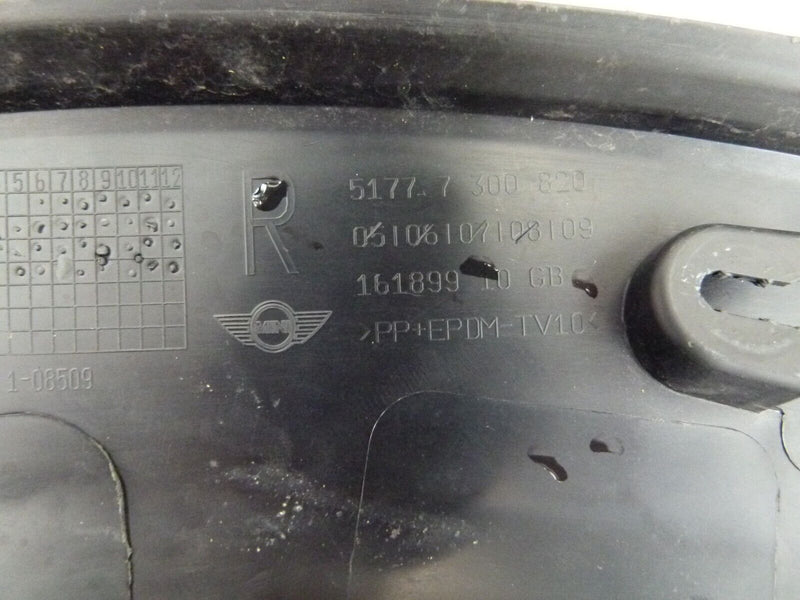 5 6 7 8 9 10 11 12
R
5177.7 300 820
05|06|07|08|09
161899 10 GB
MINI
>PP+EPDM-TV10<
1-08509